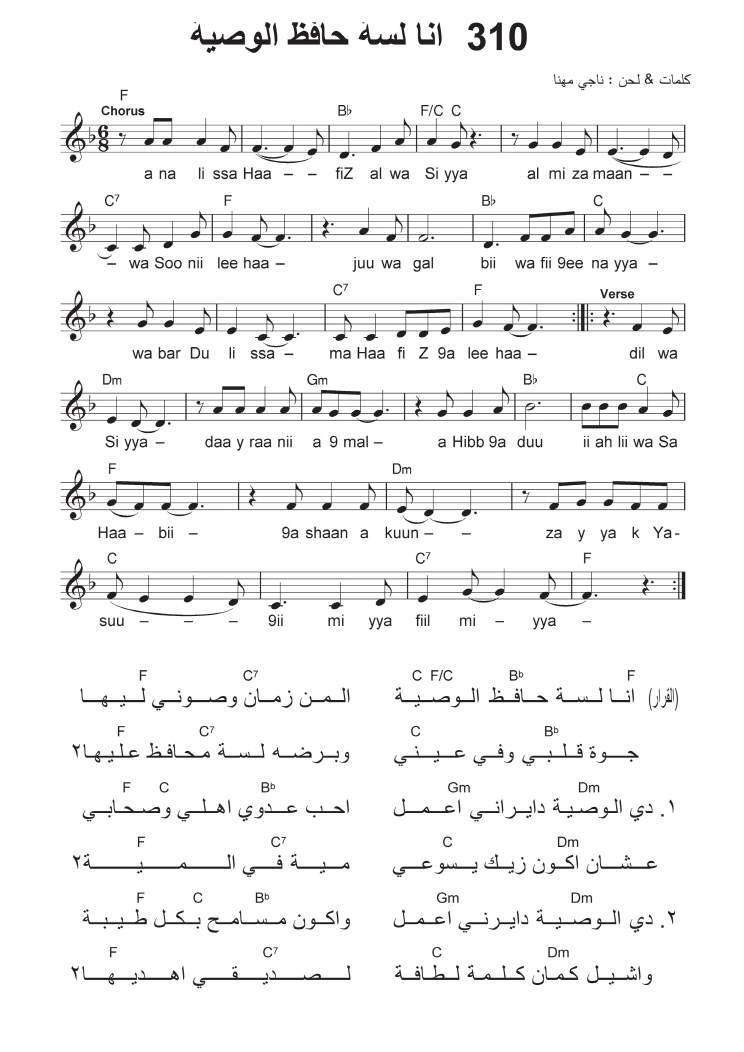 310 انا لسه حافظ الوصيه
كلمات & لحن : ناجي مهنا
F B♭ F/C C
Chorus
6/8
a na li ssa Haa – – fiZ al wa Si yya al mi za maan – –
C7 F B♭ C
– wa Soo nii lee haa – juu wa gal bii wa fii 9ee na yya –
C7 F
Verse
wa bar Du li ssa – ma Haa fi Z 9a lee haa – dil wa
Dm Gm B♭ C
Si yya – daa y raa nii a 9 mal – a Hibb 9a duu ii ah lii wa Sa
F Dm
Haa – bii – 9a shaan a kuun – – za y ya k Ya-
C C7 F
suu – – – 9ii mi yya fiil mi – yya –
F B♭ F/C C C7 F
(القرار) انا لسة حافظ الوصية المن زمان وصوني ليها
B♭ C C7 F
جوة قلبي وفي عيني وبرضه لسة محافظ عليها٢
Dm Gm B♭ C F
١. دي الوصية دايراني اعمل احب عدوي اهلي وصحابي
Dm C C7 F
عشان اكون زيك يسوعي مية في المية٢
Dm Gm B♭ C F
٢. دي الوصية دايرني اعمل واكون مسامح بكل طيبة
Dm C C7 F
واشيل كمان كلمة لطافة لصديقي اهديها٢